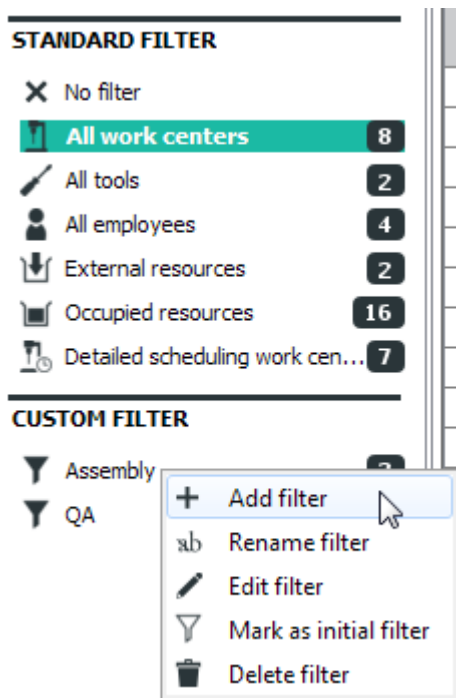 STANDARD FILTER
No filter
All work centers 8
All tools 2
All employees 4
External resources 2
Occupied resources 16
Detailed scheduling work cen... 7
CUSTOM FILTER
Assembly
QA
Add filter
ab Rename filter
Edit filter
Mark as initial filter
Delete filter